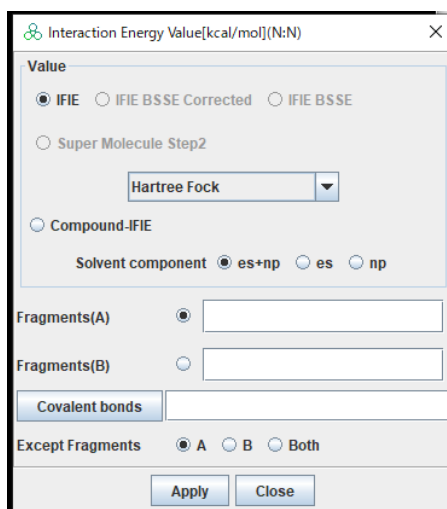 Interaction Energy Value[kcal/mol](N:N)
Value
IFIE IFIE BSSE Corrected IFIE BSSE
Super Molecule Step2
Hartree Fock
Compound-IFIE
Solvent component es+np es np
Fragments(A)
Fragments(B)
Covalent bonds
Except Fragments A B Both
Apply Close